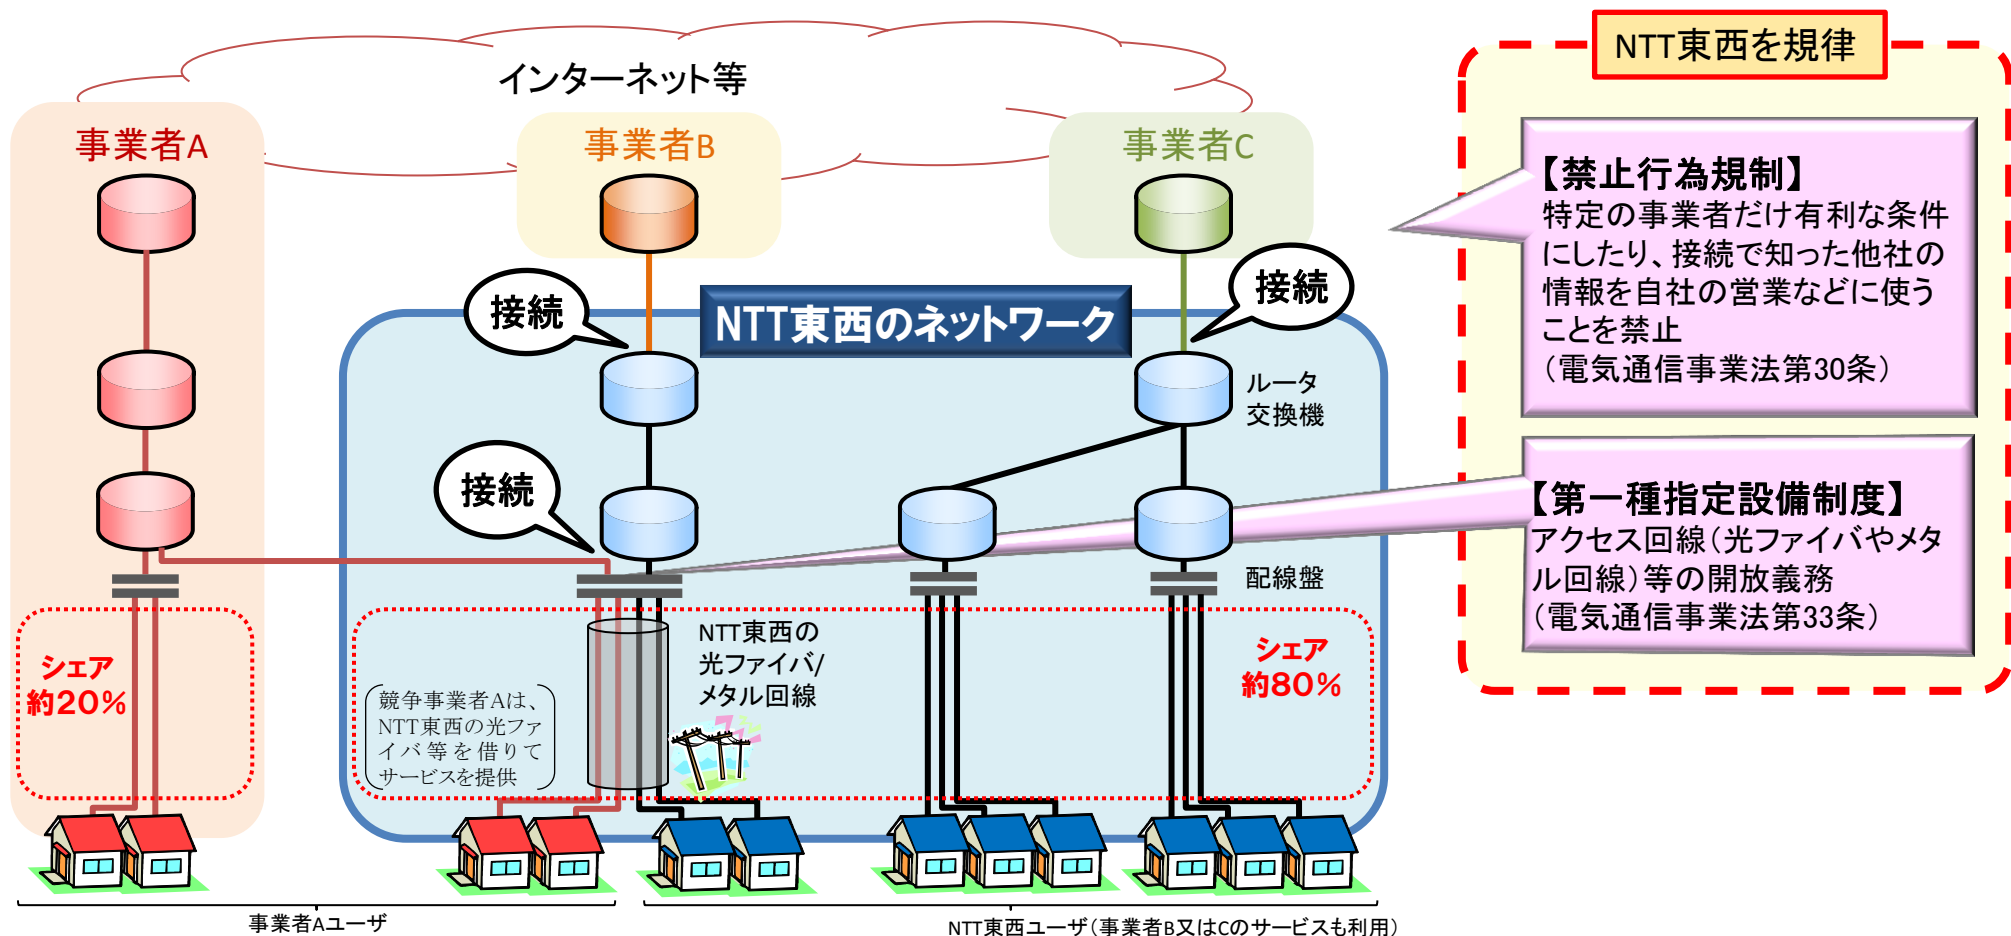 インターネット等
事業者A
事業者B
事業者C
接続
接続
NTT東西のネットワーク
ルータ
交換機
接続
配線盤
シェア
約20%
競争事業者Aは、
NTT東西の光ファ
イバ等を借りて
サービスを提供
NTT東西の
光ファイバ/
メタル回線
シェア
約80%
事業者Aユーザ
NTT東西ユーザ(事業者B又はCのサービスも利用)
NTT東西を規律
【禁止行為規制】
特定の事業者だけ有利な条件
にしたり、接続で知った他社の
情報を自社の営業などに使う
ことを禁止
(電気通信事業法第30条)
【第一種指定設備制度】
アクセス回線(光ファイバやメタ
ル回線)等の開放義務
(電気通信事業法第33条)